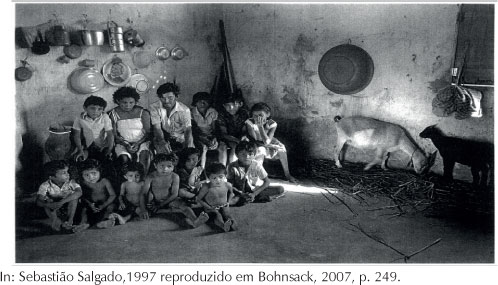 In: Sebastião Salgado,1997 reproduzido em Bohnsack, 2007, p. 249.